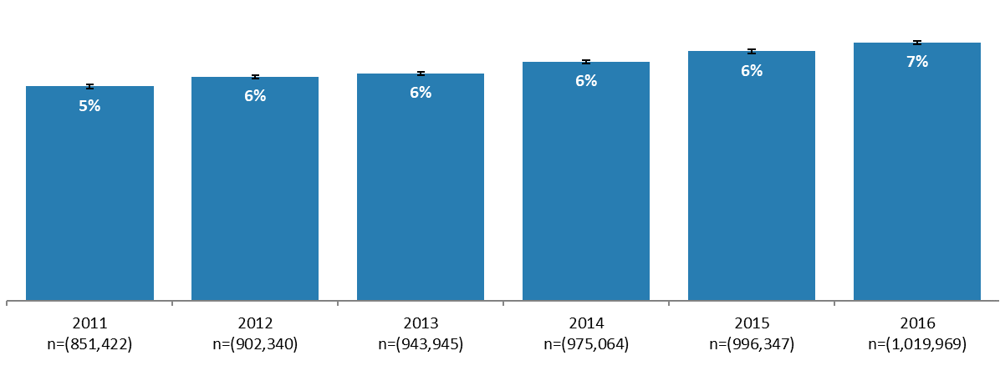 5%
6%
6%
6%
6%
7%
2011
n=(851,422)
2012
n=(902,340)
2013
n=(943,945)
2014
n=(975,064)
2015
n=(996,347)
2016
n=(1,019,969)